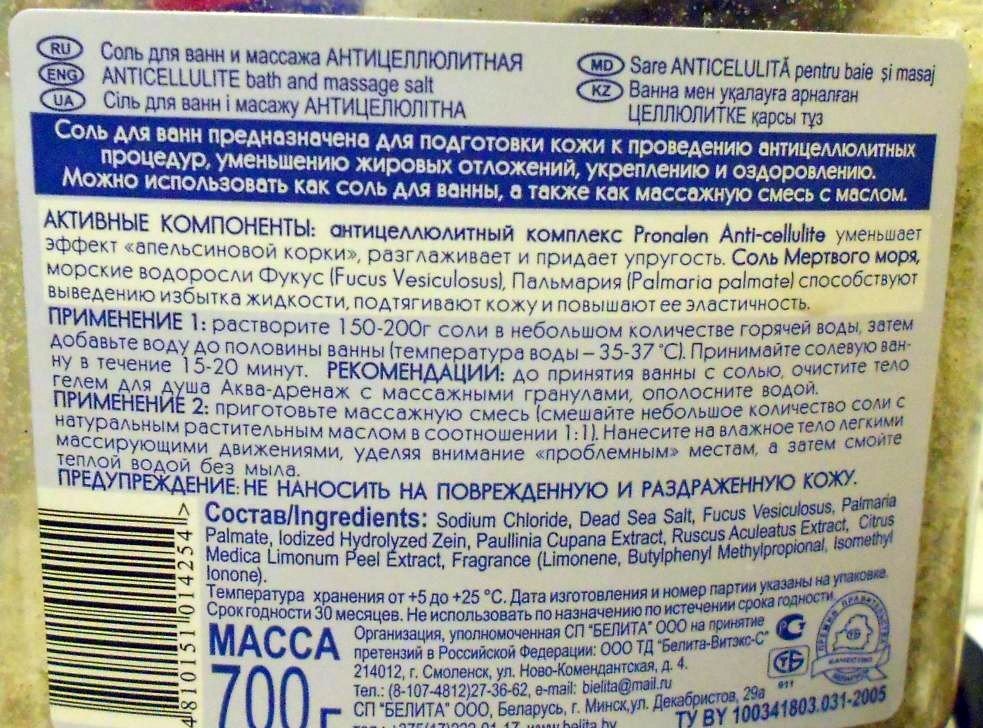 RU Соль для ванн и массажа АНТИЦЕЛЛЮЛИТНАЯ
ENG ANTICELLULITE bath and massage salt
UA Сіль для ванн і масажу АНТИЦЕЛЮЛІТНА
MD Sare ANTICELULITĂ pentru baie și masaj
KZ Ванна мен уқалауға арналған
ЦЕЛЛЮЛИТКЕ қарсы тұз
Соль для ванн предназначена для подготовки кожи к проведению антицеллюлитных
процедур, уменьшению жировых отложений, укреплению и оздоровлению.
Можно использовать как соль для ванны, а также как массажную смесь с маслом.
АКТИВНЫЕ КОМПОНЕНТЫ: антицеллюлитный комплекс Pronalen Anti-cellulite уменьшает
эффект «апельсиновой корки», разглаживает и придает упругость. Соль Мертвого моря,
морские водоросли Фукус (Fucus Vesiculosus), Пальмария (Palmaria palmate) способствуют
выведению избытка жидкости, подтягивают кожу и повышают ее эластичность.
ПРИМЕНЕНИЕ 1: растворите 150-200г соли в небольшом количестве горячей воды, затем
добавьте воду до половины ванны (температура воды – 35-37 °С). Принимайте солевую ван-
ну в течение 15-20 минут. РЕКОМЕНДАЦИИ: до принятия ванны с солью, очистите тело
гелем для душа Аква-дренаж с массажными гранулами, ополосните водой.
ПРИМЕНЕНИЕ 2: приготовьте массажную смесь (смешайте небольшое количество соли с
натуральным растительным маслом в соотношении 1:1). Нанесите на влажное тело легкими
массирующими движениями, уделяя внимание «проблемным» местам, а затем смойте
теплой водой без мыла.
ПРЕДУПРЕЖДЕНИЕ: НЕ НАНОСИТЬ НА ПОВРЕЖДЕННУЮ И РАЗДРАЖЕННУЮ КОЖУ.
Состав/Ingredients: Sodium Chloride, Dead Sea Salt, Fucus Vesiculosus, Palmaria
Palmate, Iodized Hydrolyzed Zein, Paullinia Cupana Extract, Ruscus Aculeatus Extract, Citrus
Medica Limonum Peel Extract, Fragrance (Limonene, Butylphenyl Methylpropional, Isomethyl
Ionone).
Температура хранения от +5 до +25 °С. Дата изготовления и номер партии указаны на упаковке.
Срок годности 30 месяцев. Не использовать по назначению по истечении срока годности.
МАССА
700 г
Организация, уполномоченная СП "БЕЛИТА" ООО на принятие
претензий в Российской Федерации: ООО ТД "Белита-Витэкс-С"
214012, г. Смоленск, ул. Ново-Комендантская, д. 4.
Тел.: (8-107-4812)27-36-62, e-mail: bielita@mail.ru
СП "БЕЛИТА" ООО, Беларусь, г. Минск,ул. Декабристов, 29а
www.belita.by
ТУ BY 100341803.031-2005
4810151014254>